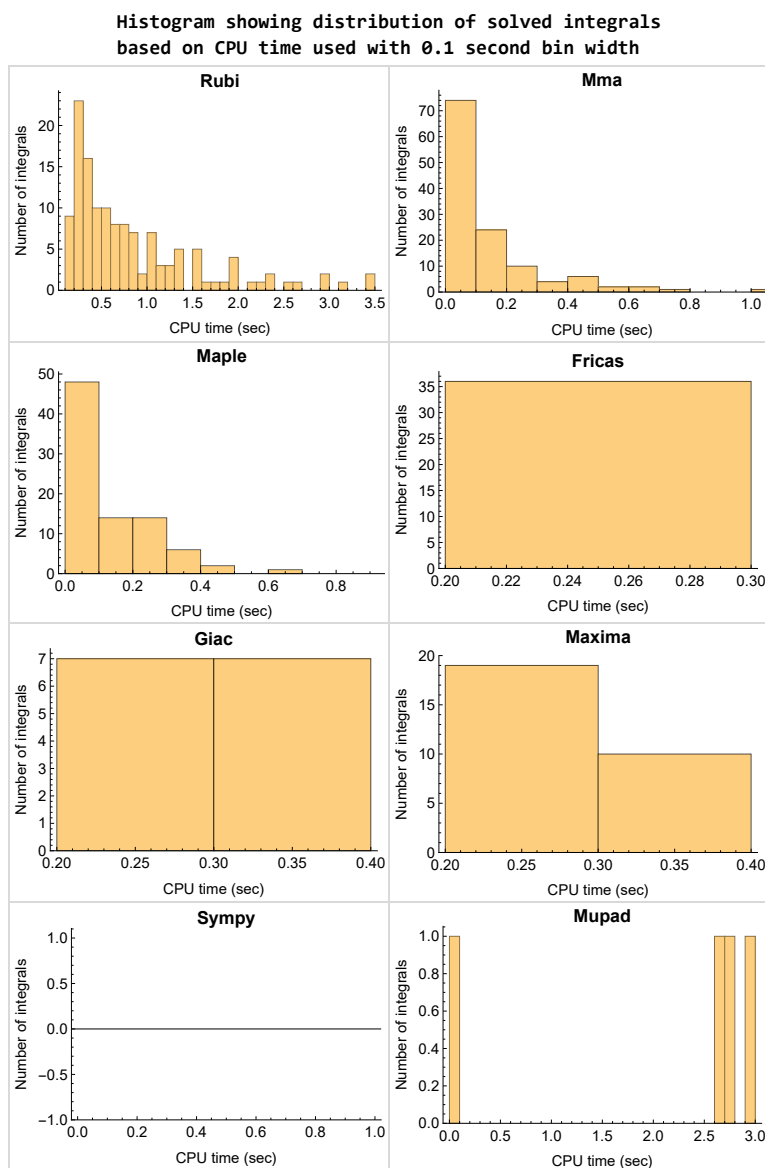 Histogram showing distribution of solved integrals
based on CPU time used with 0.1 second bin width
Rubi
Number of integrals
20
15
10
5
0
0.5 1.0 1.5 2.0 2.5 3.0 3.5
CPU time (sec)
Mma
Number of integrals
70
60
50
40
30
20
10
0
0.0 0.2 0.4 0.6 0.8 1.0
CPU time (sec)
Maple
Number of integrals
50
40
30
20
10
0
0.0 0.2 0.4 0.6 0.8
CPU time (sec)
Fricas
Number of integrals
35
30
25
20
15
10
5
0
0.20 0.22 0.24 0.26 0.28 0.30
CPU time (sec)
Giac
Number of integrals
7
6
5
4
3
2
1
0
0.20 0.25 0.30 0.35 0.40
CPU time (sec)
Maxima
Number of integrals
20
15
10
5
0
0.20 0.25 0.30 0.35 0.40
CPU time (sec)
Sympy
Number of integrals
1.0
0.5
0.0
−0.5
−1.0
0.0 0.2 0.4 0.6 0.8 1.0
CPU time (sec)
Mupad
Number of integrals
1.0
0.8
0.6
0.4
0.2
0.0
0.0 0.5 1.0 1.5 2.0 2.5 3.0
CPU time (sec)